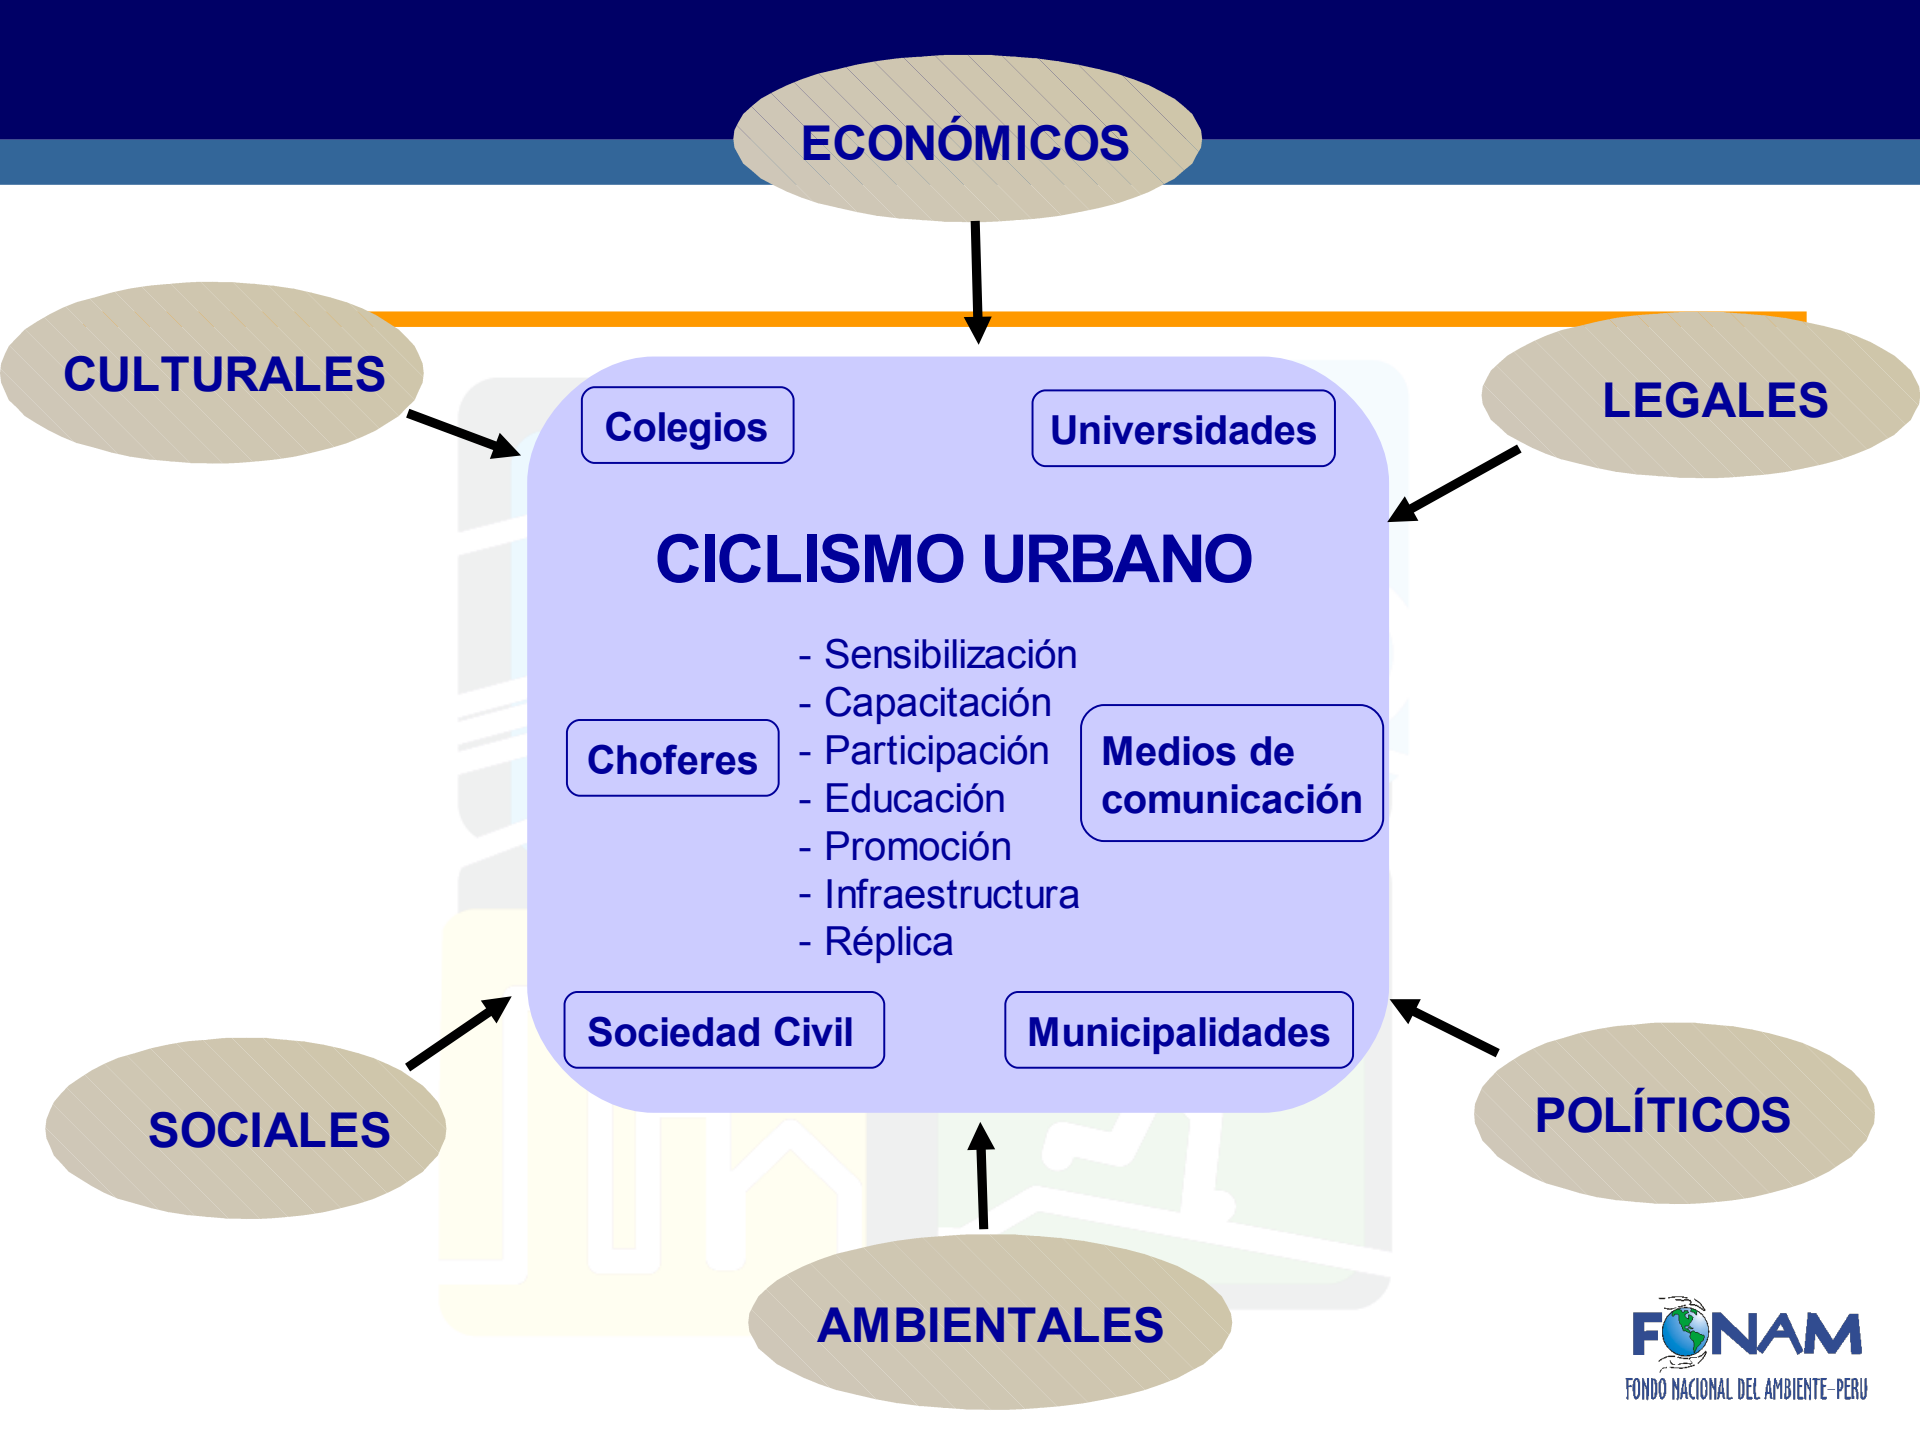 ECONÓMICOS
CULTURALES
LEGALES
Colegios
Universidades
CICLISMO URBANO
- Sensibilización
- Capacitación
- Participación
- Educación
- Promoción
- Infraestructura
- Réplica
Choferes
Medios de
comunicación
Sociedad Civil
Municipalidades
SOCIALES
POLÍTICOS
AMBIENTALES
FONAM
FONDO NACIONAL DEL AMBIENTE-PERU